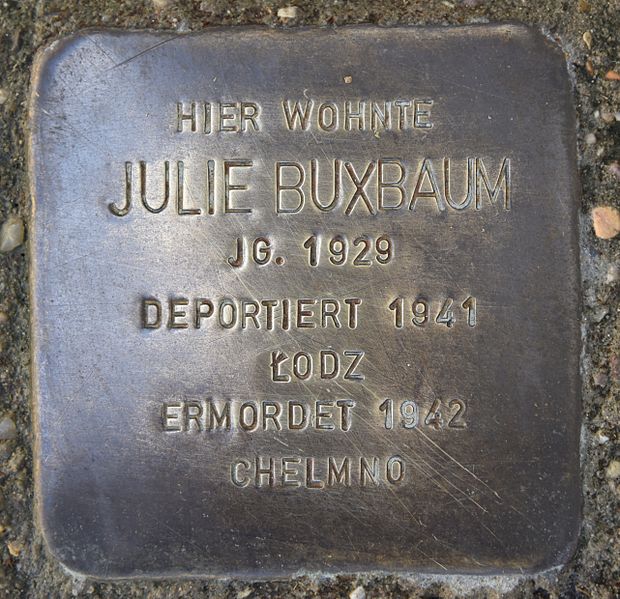 HIER WOHNTE
JULIE BUXBAUM
JG. 1929
DEPORTIERT 1941
ŁODZ
ERMORDET 1942
CHELMNO